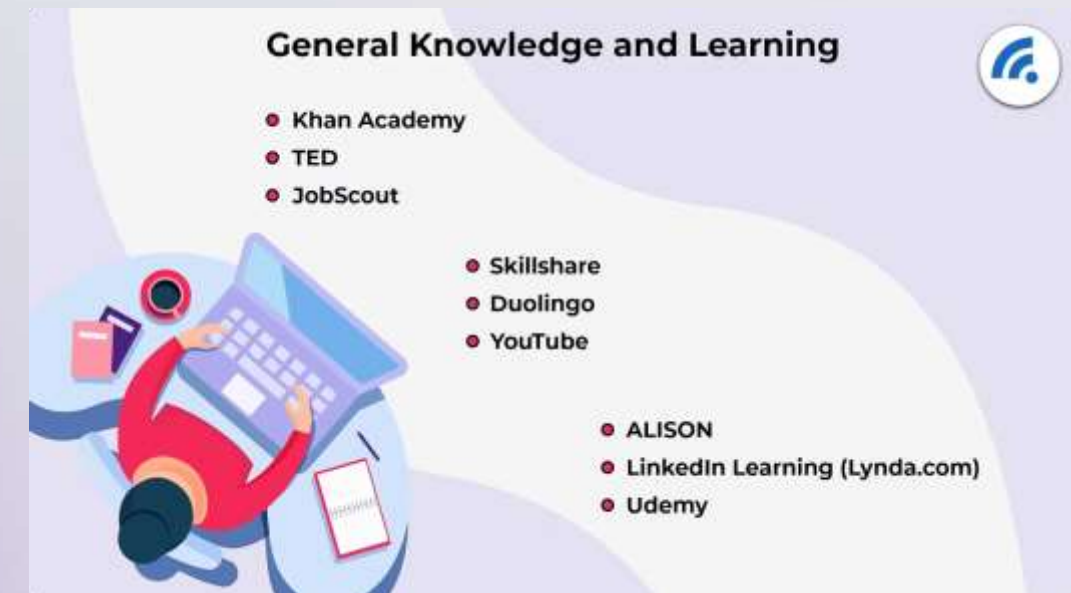 General Knowledge and Learning
Khan Academy
TED
JobScout
Skillshare
Duolingo
YouTube
ALISON
LinkedIn Learning (Lynda.com)
Udemy